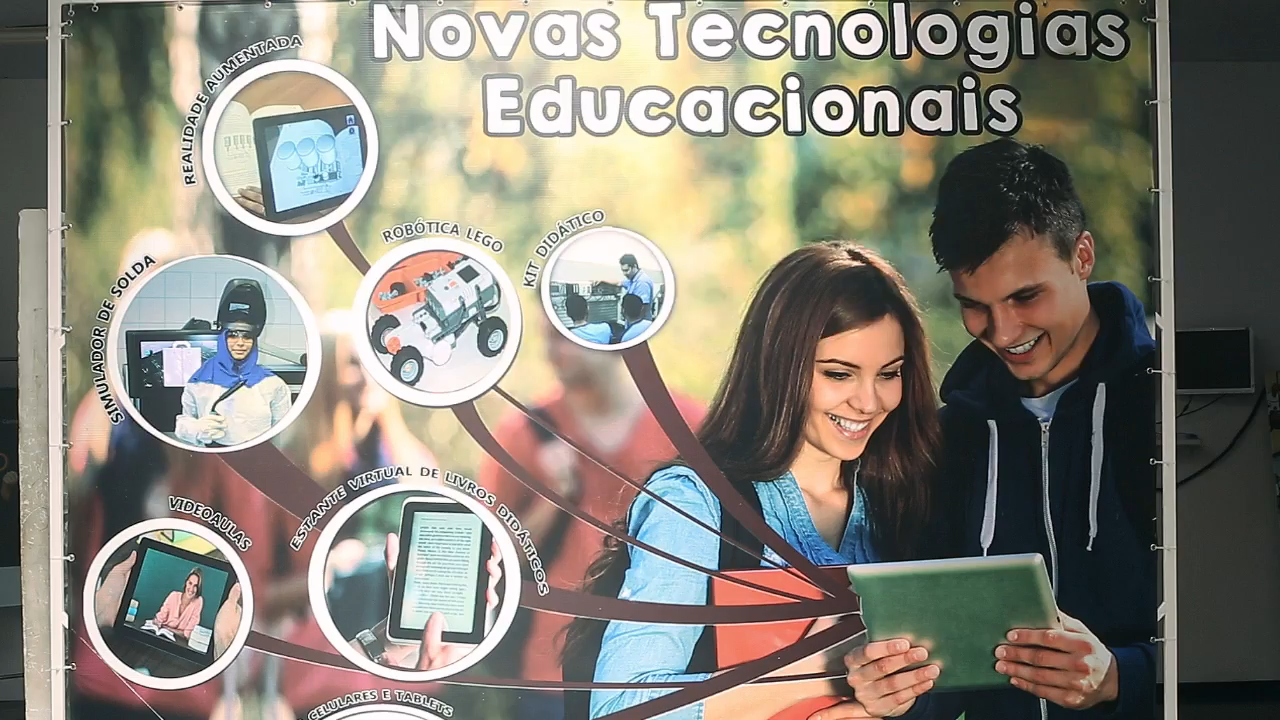 Novas Tecnologias
Educacionais
REALIDADE AUMENTADA
ROBÓTICA LEGO
KIT DIDÁTICO
SIMULADOR DE SOLDA
ESTANTE VIRTUAL DE LIVROS DIDÁTICOS
VIDEOAULAS
CELULARES E TABLETS